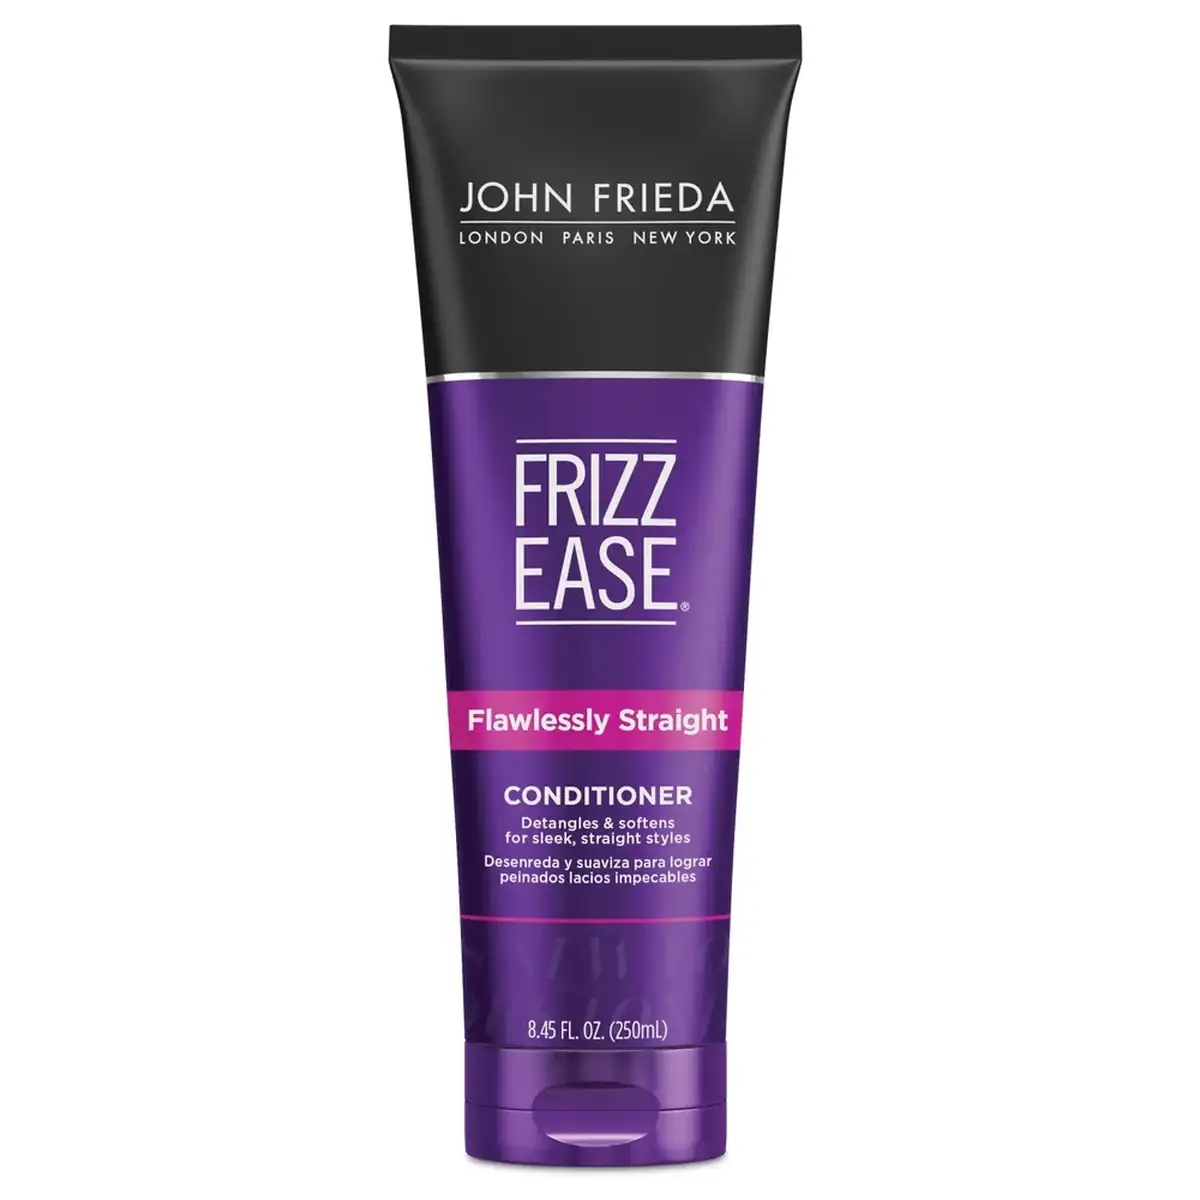 JOHN FRIEDA
LONDON PARIS NEW YORK
FRIZZ
EASE®
Flawlessly Straight
CONDITIONER
Detangles & softens
for sleek, straight styles
Desenreda y suaviza para lograr
peinados lacios impecables
8.45 FL. OZ. (250mL)